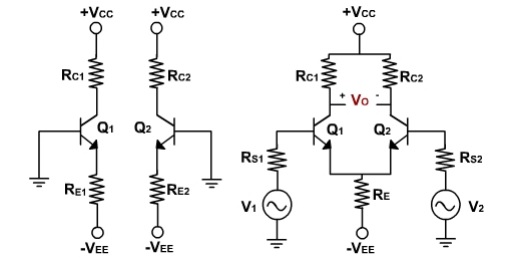 +VCC +VCC +VCC
RC1 RC2 RC1 RC2
+ VO -
Q1 Q2 Q1 Q2
RS1 RS2
RE1 RE2 RE
V1 V2
-VEE -VEE -VEE